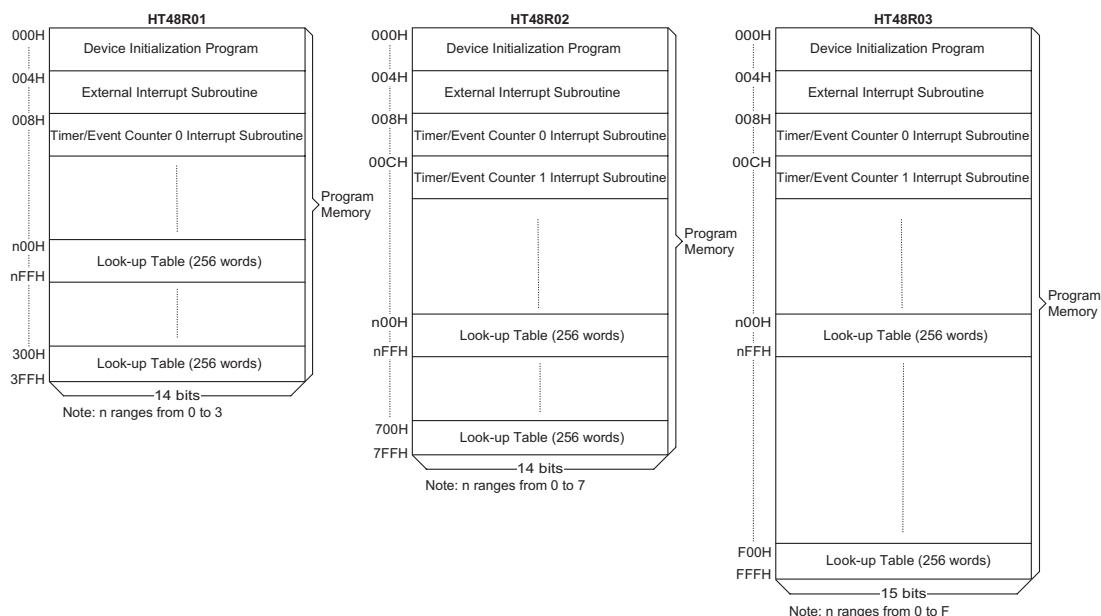 HT48R01
000H
Device Initialization Program
004H
External Interrupt Subroutine
008H
Timer/Event Counter 0 Interrupt Subroutine
Program
Memory
n00H
Look-up Table (256 words)
nFFH
300H
Look-up Table (256 words)
3FFH
14 bits
Note: n ranges from 0 to 3
HT48R02
000H
Device Initialization Program
004H
External Interrupt Subroutine
008H
Timer/Event Counter 0 Interrupt Subroutine
00CH
Timer/Event Counter 1 Interrupt Subroutine
Program
Memory
n00H
Look-up Table (256 words)
nFFH
700H
Look-up Table (256 words)
7FFH
14 bits
Note: n ranges from 0 to 7
HT48R03
000H
Device Initialization Program
004H
External Interrupt Subroutine
008H
Timer/Event Counter 0 Interrupt Subroutine
00CH
Timer/Event Counter 1 Interrupt Subroutine
Program
Memory
n00H
Look-up Table (256 words)
nFFH
F00H
Look-up Table (256 words)
FFFH
15 bits
Note: n ranges from 0 to F